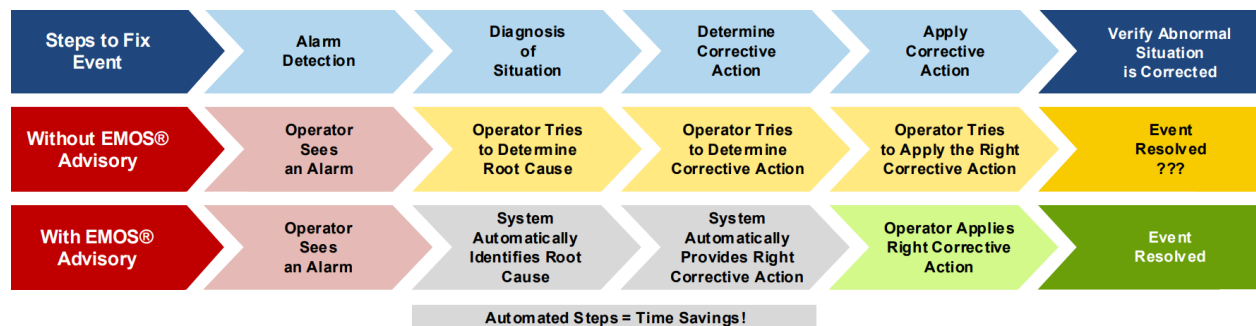 Steps to Fix
Event
Alarm
Detection
Diagnosis
of
Situation
Determine
Corrective
Action
Apply
Corrective
Action
Verify Abnormal
Situation
is Corrected
Without EMOS®
Advisory
Operator
Sees
an Alarm
Operator Tries
to Determine
Root Cause
Operator Tries
to Determine
Corrective Action
Operator Tries
to Apply the Right
Corrective Action
Event
Resolved
???
With EMOS®
Advisory
Operator
Sees
an Alarm
System
Automatically
Identifies Root
Cause
System
Automatically
Provides Right
Corrective Action
Operator Applies
Right Corrective
Action
Event
Resolved
Automated Steps = Time Savings!